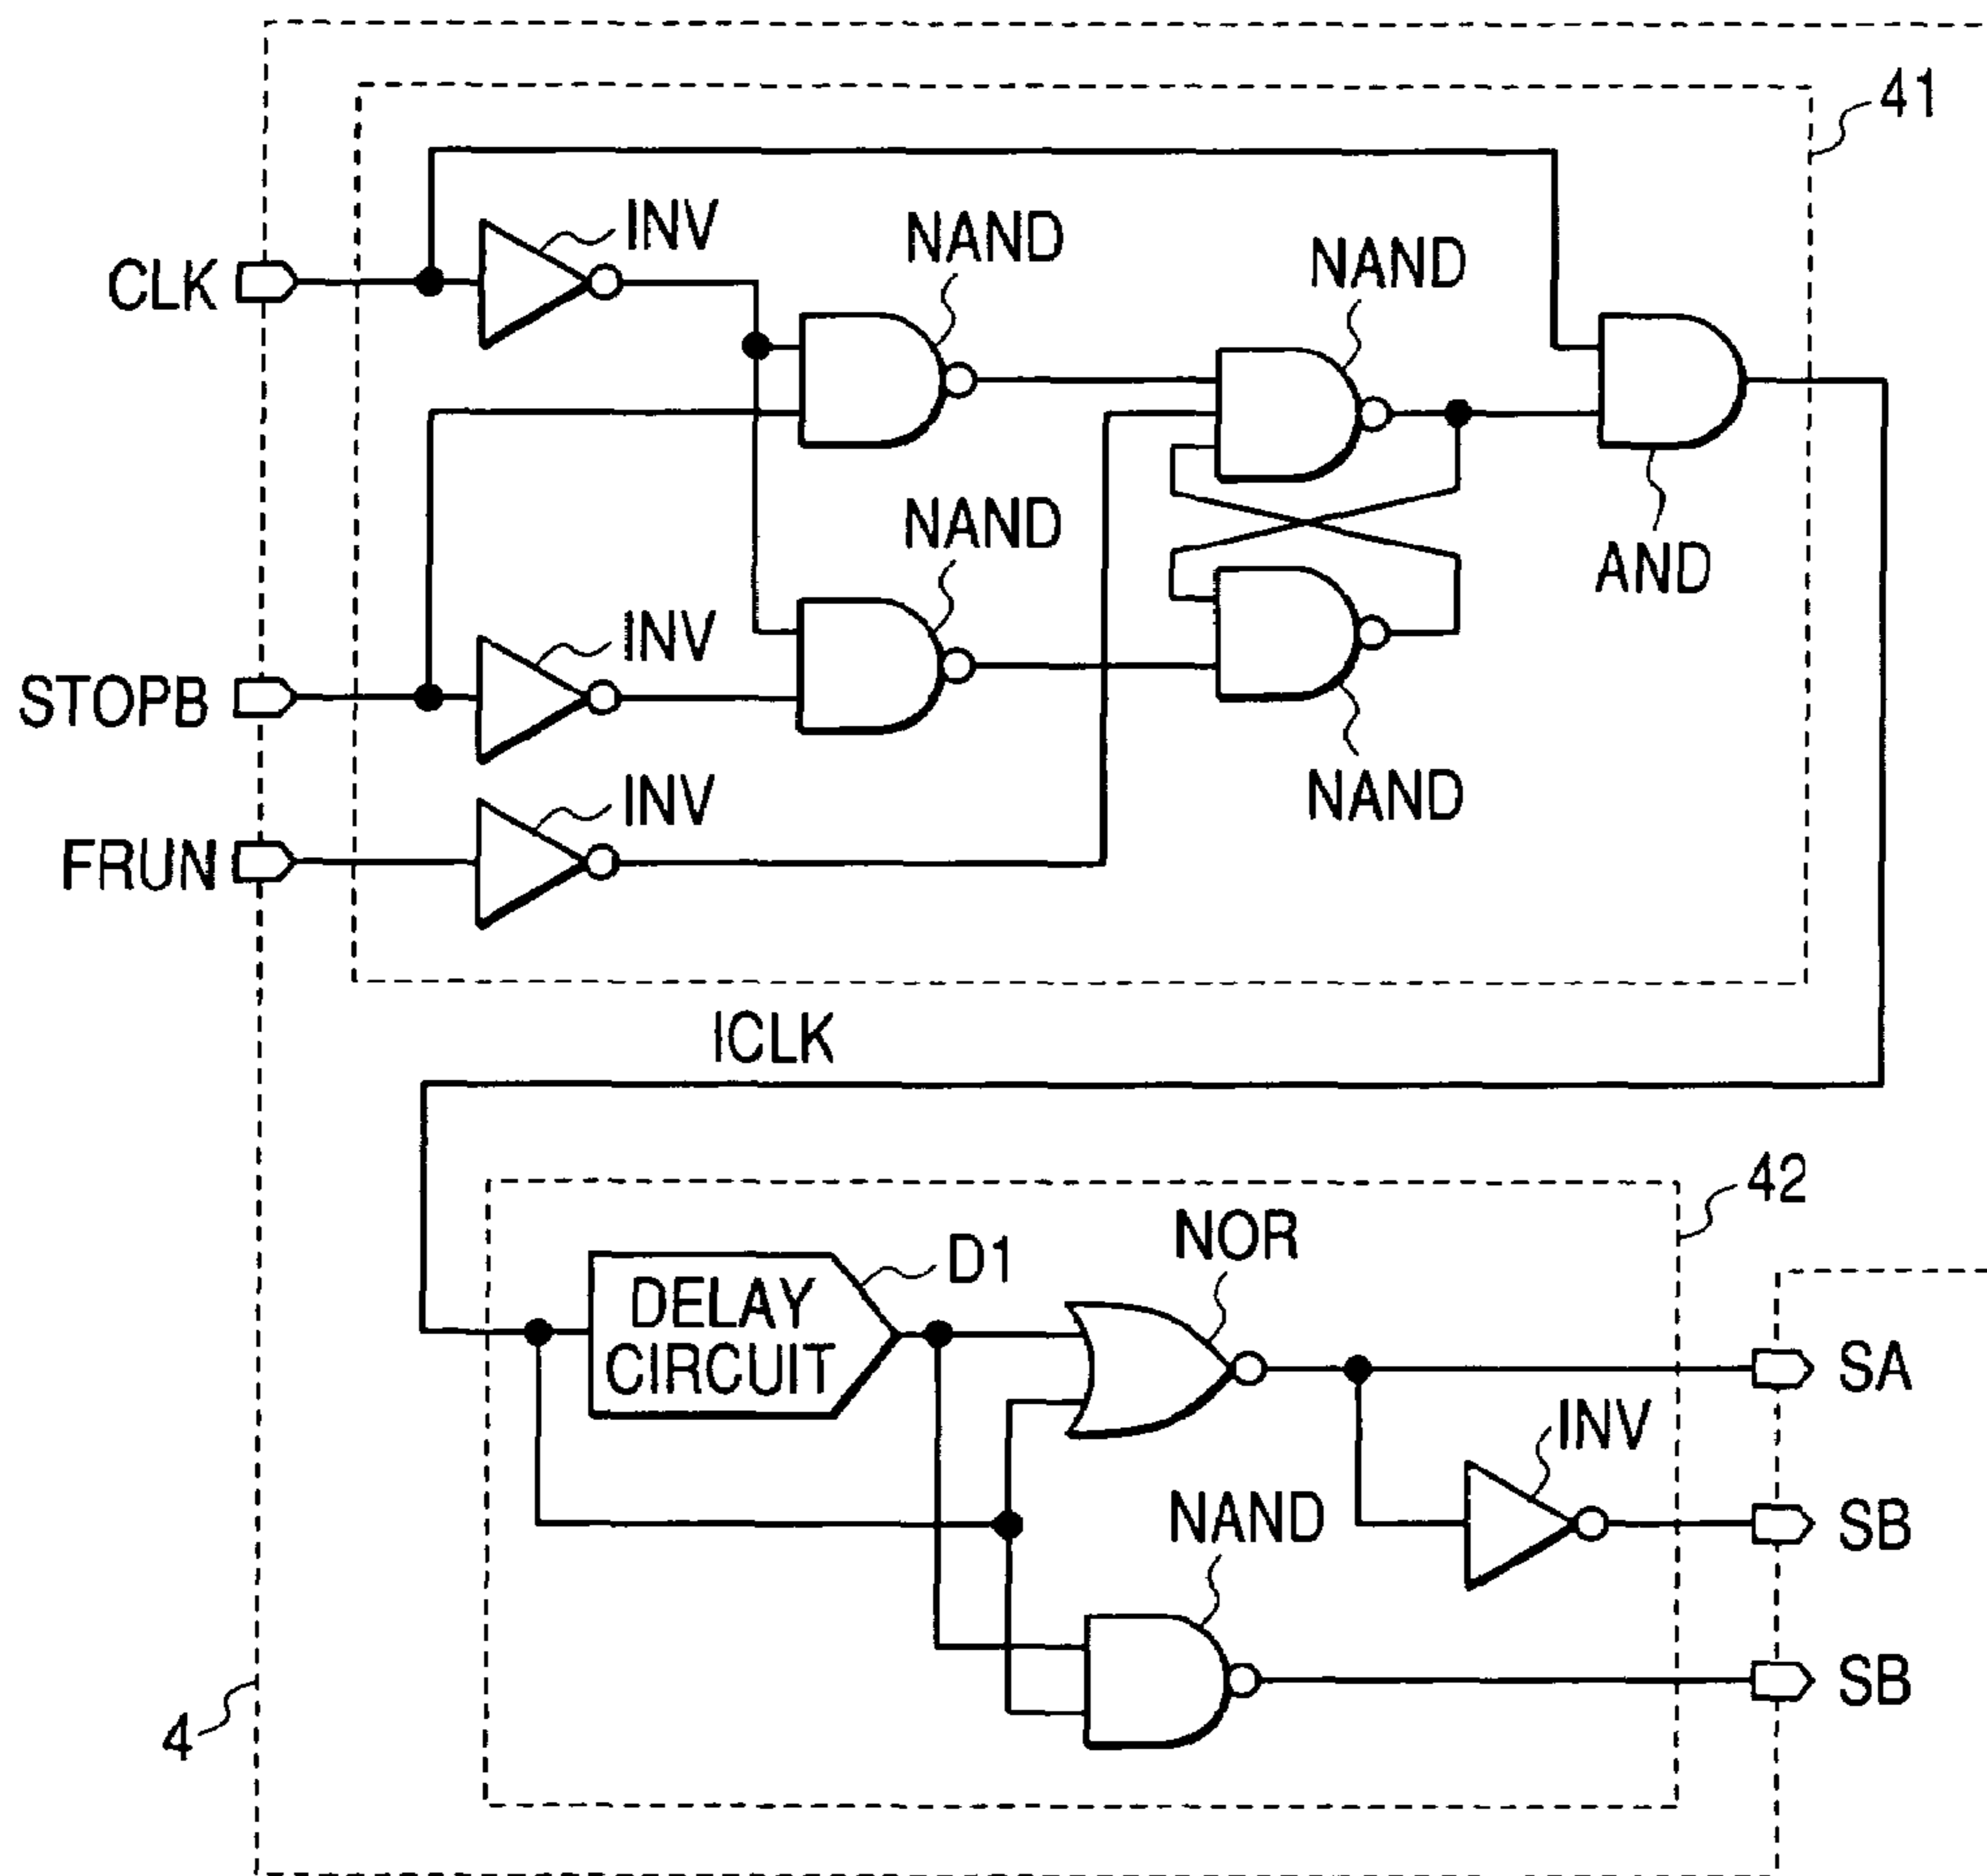 41
INV
NAND
NAND
CLK
NAND
AND
INV
STOPB
INV
NAND
FRUN
ICLK
42
NOR
D1
DELAY
CIRCUIT
SA
INV
NAND
SB
SB
4